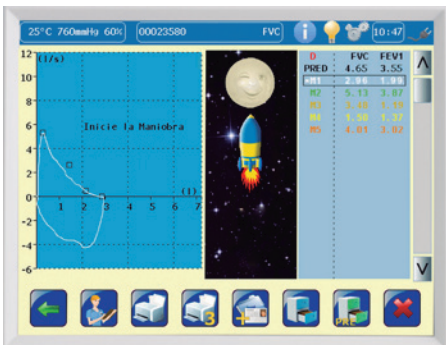 25°C 760mmHg 60%
00023580 FVC
i
10:47
(l/s)
12
10
8
6
4
2
0
-2
-4
-6
Inicie la Maniobra
(l)
1 2 3 4 5 6 7
D FVC FEV1
PRED 4.65 3.55
*M1 2.96 1.99
M2 5.13 3.87
M3
M4 1.50 1.37
M5 4.01 3.02
3
PRE